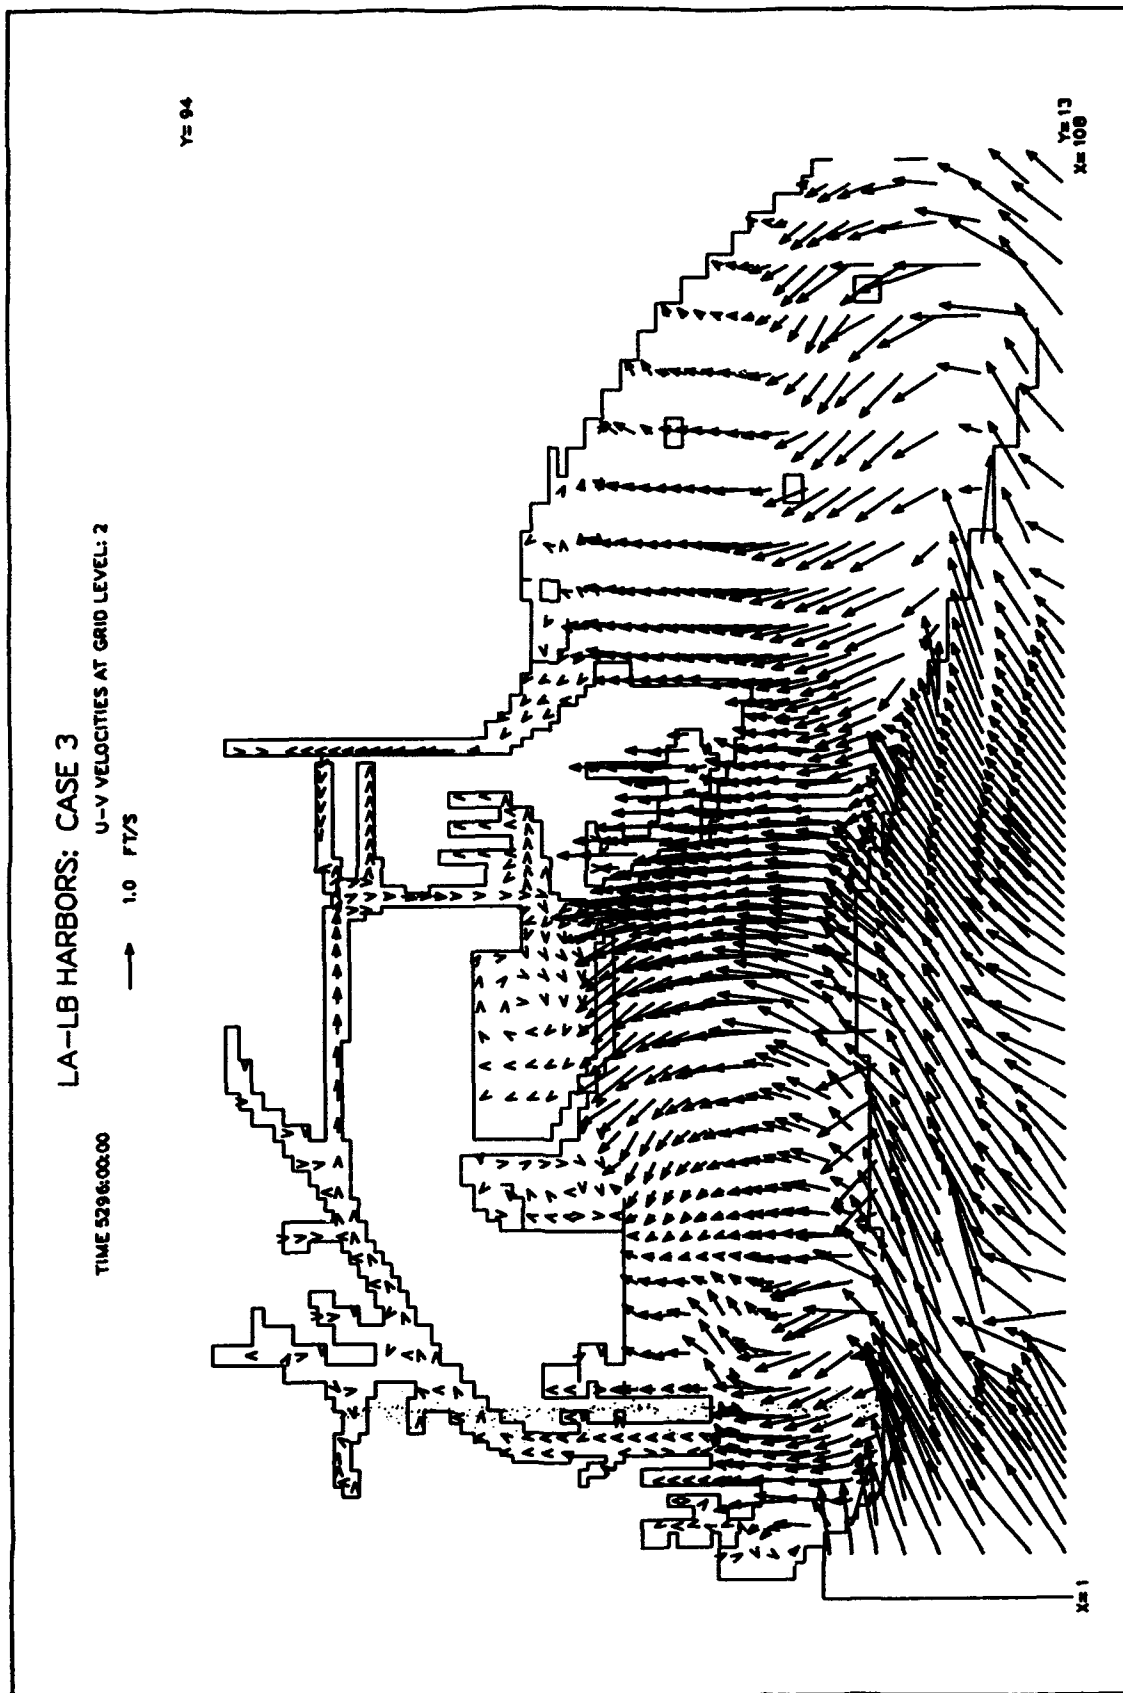 LA-LB HARBORS: CASE 3
TIME 5296:00:00
U-V VELOCITIES AT GRID LEVEL: 2
1.0 FT/S
Y= 94
X= 1
Y= 13
X= 108